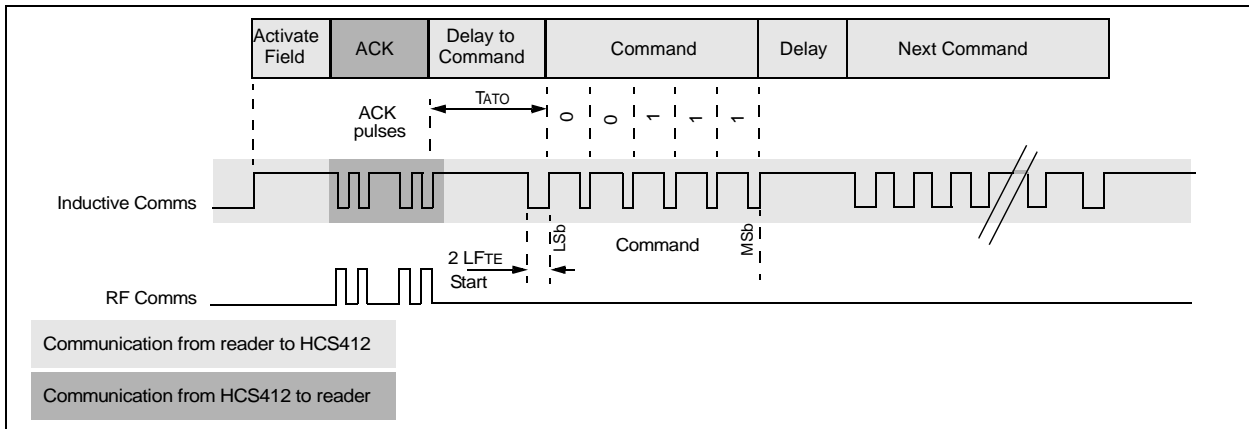 Activate
Field
ACK
Delay to
Command
Command
Delay
Next Command
TATO
ACK
pulses
0 0 1 1 1
Inductive Comms
LSb
Command
MSb
2 LFTE
Start
RF Comms
Communication from reader to HCS412
Communication from HCS412 to reader